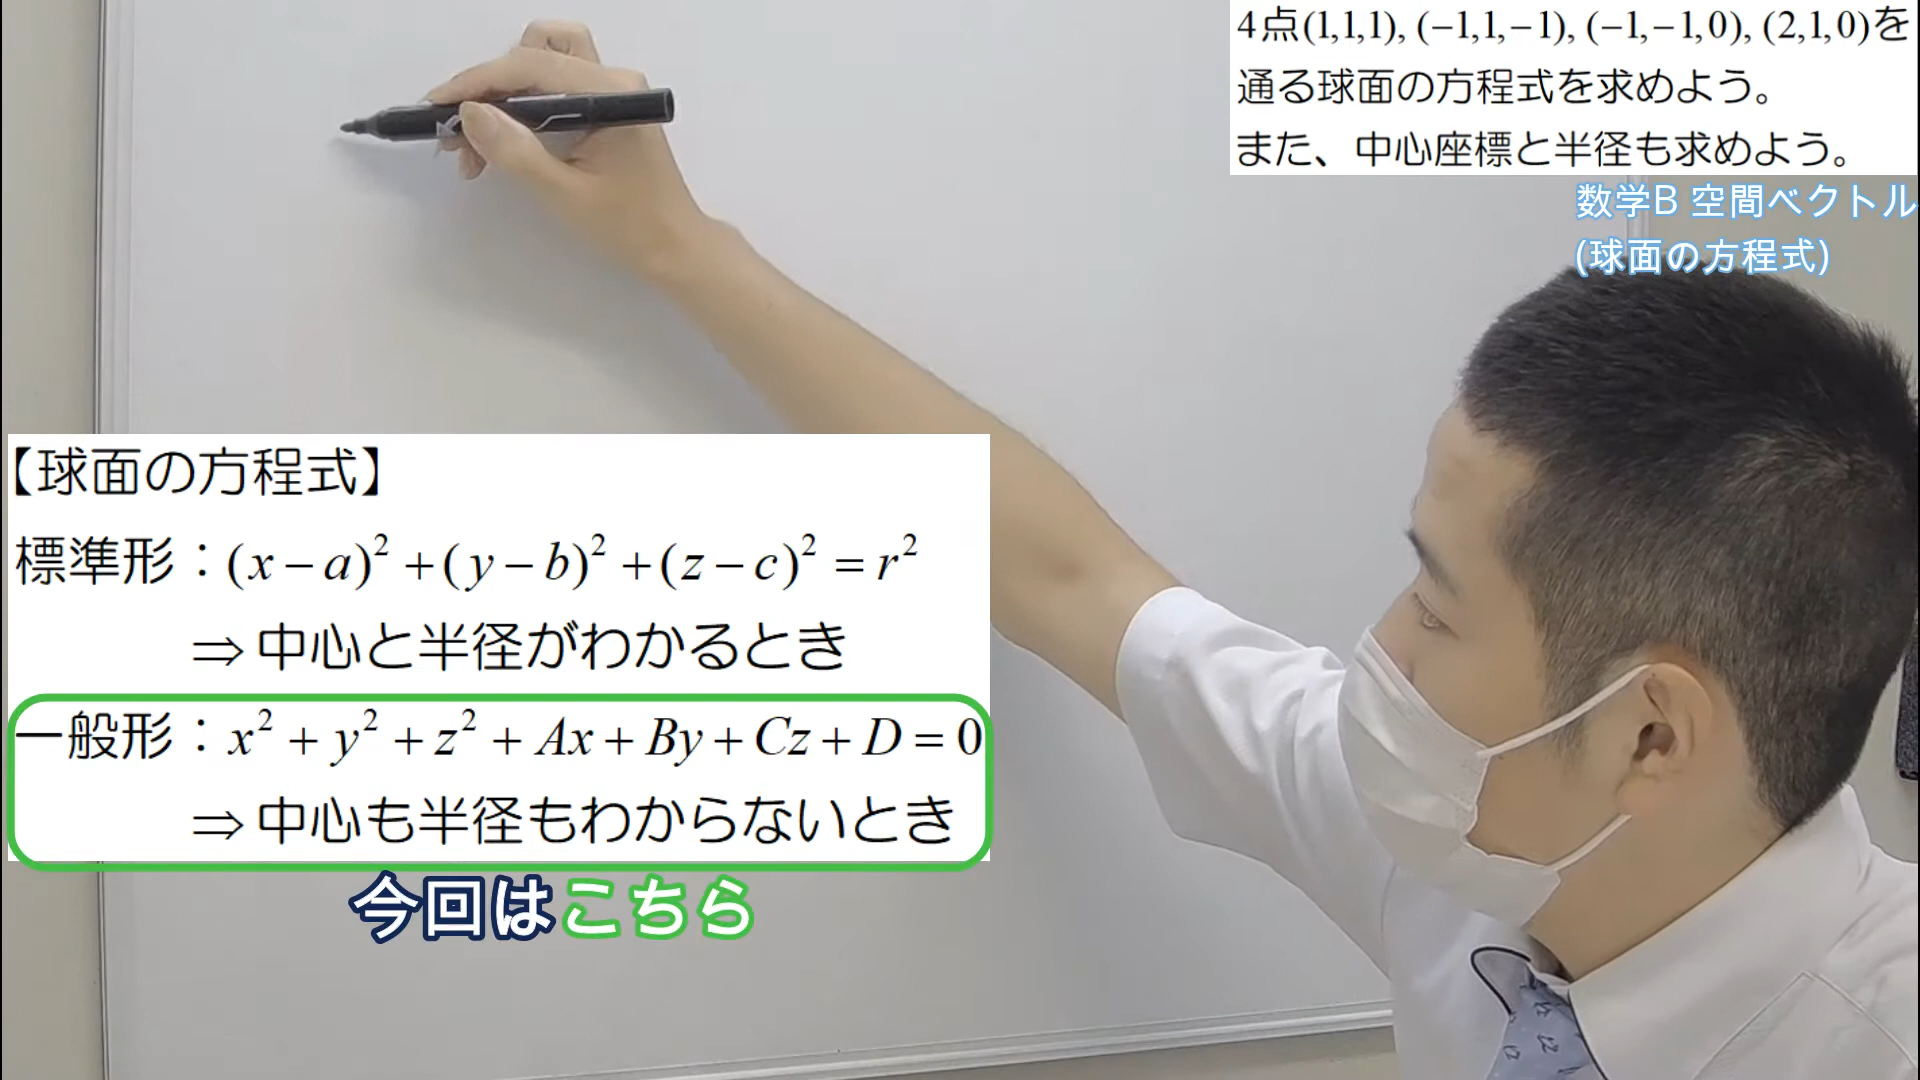 4点(1,1,1), (−1,1,−1), (−1,−1,0), (2,1,0)を
通る球面の方程式を求めよう。
また、中心座標と半径も求めよう。
数学B 空間ベクトル
(球面の方程式)
【球面の方程式】
標準形：(x−a)²+(y−b)²+(z−c)²=r²
⇒中心と半径がわかるとき
一般形：x²+y²+z²+Ax+By+Cz+D=0
⇒中心も半径もわからないとき
今回はこちら